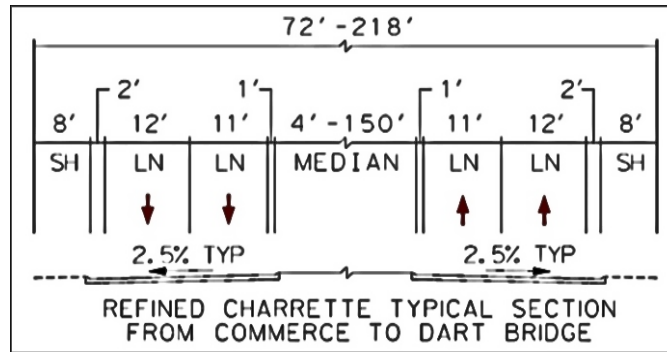 72'-218'
2' 1' 1' 2'
8' 12' 11' 4'-150' 11' 12' 8'
SH LN LN MEDIAN LN LN SH
2.5% TYP 2.5% TYP
REFINED CHARRETTE TYPICAL SECTION
FROM COMMERCE TO DART BRIDGE